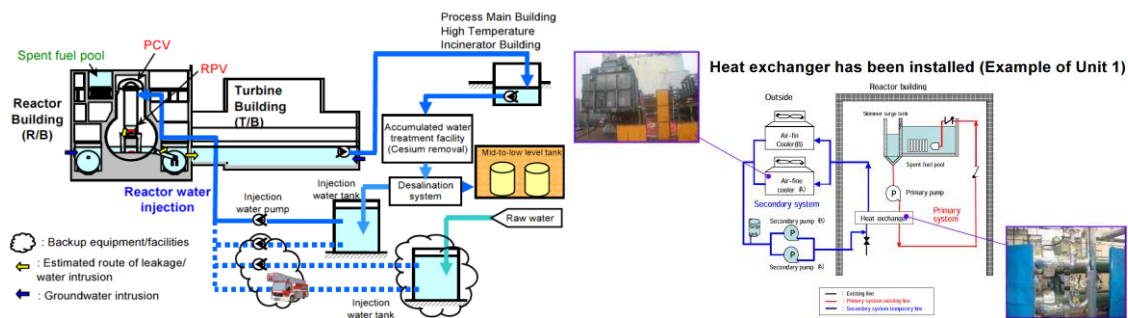 Process Main Building
High Temperature
Incinerator Building
PCV
Spent fuel pool
RPV
Reactor
Building
(R/B)
Turbine
Building
(T/B)
Accumulated water
treatment facility
(Cesium removal)
Mid-to-low level tank
Desalination
system
Reactor water
injection
Injection
water pump
Injection
water tank
Raw water
: Backup equipment/facilities
: Estimated route of leakage/
water intrusion
: Groundwater intrusion
Injection
water tank
Heat exchanger has been installed (Example of Unit 1)
Outside
Reactor building
Skimmer surge tank
Air-fin
Cooler(B)
Air-fine
cooler (A)
Spent fuel pool
Secondary system
Primary pump
P
Heat exchanger
Primary
system
Secondary pump (B)
P
P
Secondary pump (A)
: Existing line
: Primary system existing line
: Secondary system temporary line